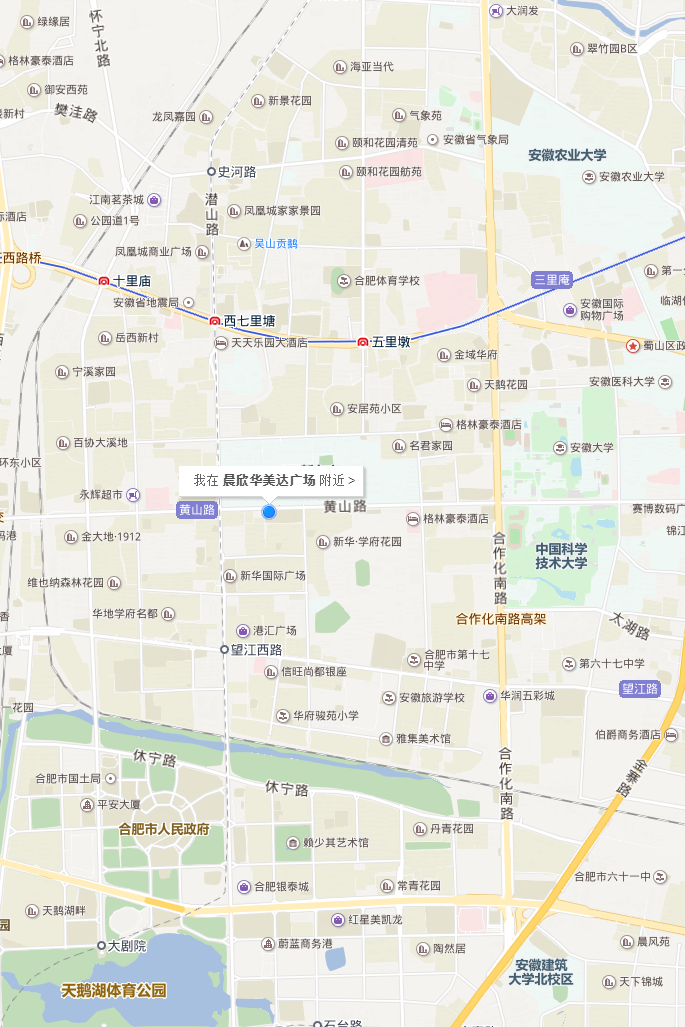 大润发
绿缘居
怀宁北路
翠竹园B区
格林豪泰酒店
海亚当代
御安西苑
新景花园
樊洼路
龙凤嘉园
气象苑
颐和花园清苑
安徽省气象局
安徽农业大学
史河路
颐和花园舫苑
安徽农业大学
江南茗茶城
潜山路
公园道1号
凤凰城家家景园
凤凰城商业广场
吴山贡鹅
西路桥
十里庙
合肥体育学校
三里庵
安徽省地震局
安徽国际
购物广场
临湖
西七里塘
岳西新村
天天乐园大酒店
五里墩
蜀山区政
金域华府
宁溪家园
天鹅花园
安徽医科大学
安居苑小区
格林豪泰酒店
百协大溪地
名君家园
安徽大学
环东小区
我在 晨欣华美达广场 附近 >
永辉超市
黄山路
黄山路
赛博数码广
格林豪泰酒店
金大地·1912
新华·学府花园
合作化南路
中国科学
技术大学
新华国际广场
维也纳森林花园
华地学府名都
合作化南路高架
太湖路
港汇广场
望江西路
合肥市第十七
中学
第六十七中学
信旺尚都银座
望江路
安徽旅游学校
华润五彩城
华府骏苑小学
雅集美术馆
伯爵商务酒店
休宁路
合作化南路
金寨路
合肥市国土局
休宁路
平安大厦
合肥市人民政府
丹青花园
赖少其艺术馆
合肥市六十一中
合肥银泰城
常青花园
天鹅湖畔
红星美凯龙
大剧院
蔚蓝商务港
陶然居
晨风苑
安徽建筑
大学北校区
天鹅湖体育公园
天下锦城
石台路